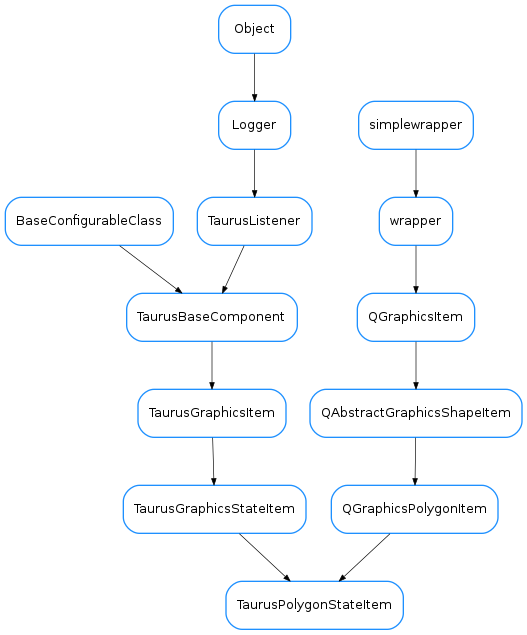 Object
Logger
simplewrapper
BaseConfigurableClass
TaurusListener
wrapper
TaurusBaseComponent
QGraphicsItem
TaurusGraphicsItem
QAbstractGraphicsShapeItem
TaurusGraphicsStateItem
QGraphicsPolygonItem
TaurusPolygonStateItem